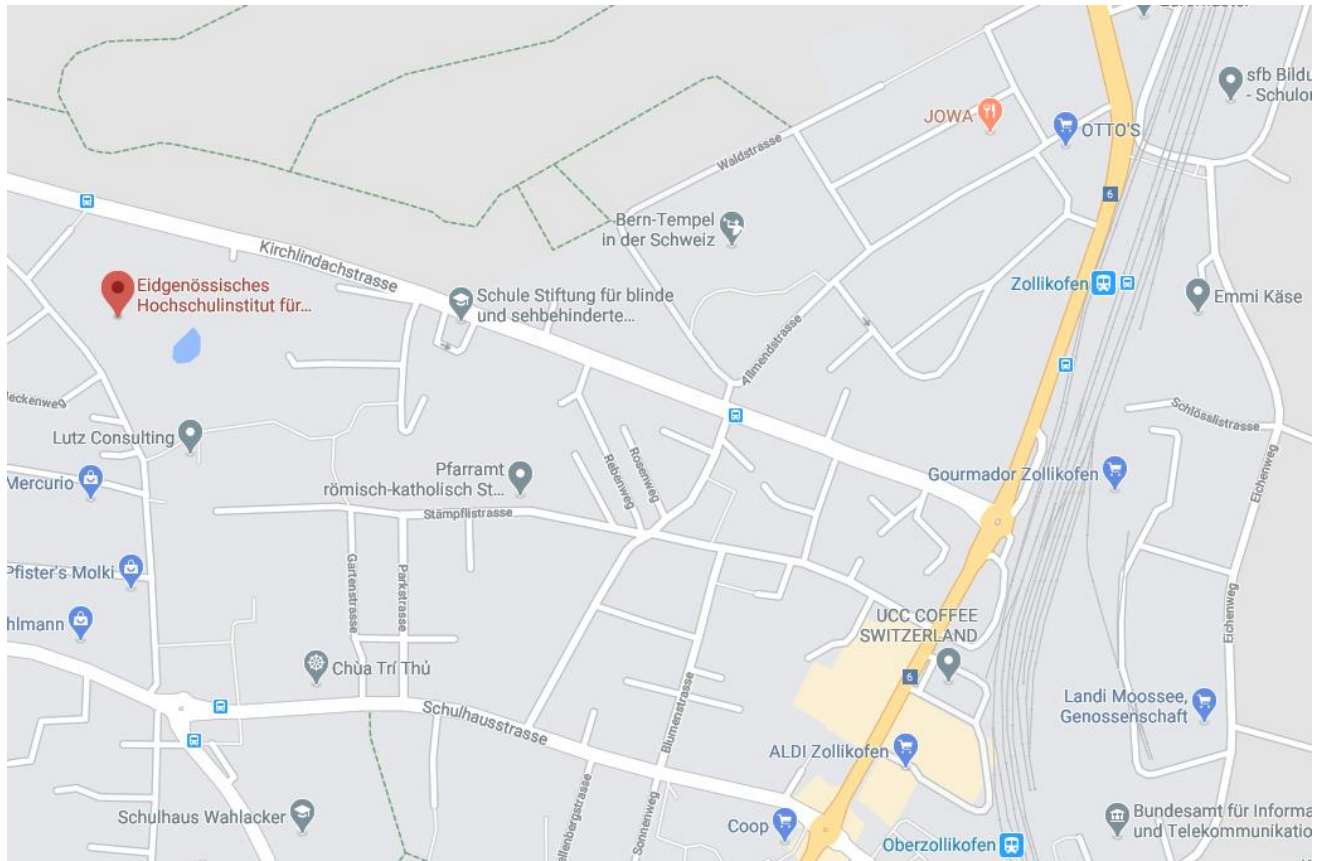 sfb
- Schulo
JOWA
OTTO'S
Waldstrasse
6
Bern-Tempel
in der Schweiz
Kirchlindachstrasse
Eidgenössisches
Hochschulinstitut für...
Schule Stiftung für blinde
und sehbehinderte...
Zollikofen
Emmi Käse
Allmendstrasse
Schlösslistrasse
Lutz Consulting
Mercurio
Pfarramt
römisch-katholisch St...
Rebenweg
Rosenweg
Gourmador Zollikofen
Eichenweg
Stämpflistrasse
Pfister's Molki
Gartenstrasse
Parkstrasse
UCC COFFEE
SWITZERLAND
Eichenweg
hlmann
Chùa Trí Thủ
6
Schulhausstrasse
Blumenstrasse
Landi Moossee,
Genossenschaft
ALDI Zollikofen
Schulhaus Wahlacker
Sonnenweg
Coop
Oberzollikofen
Bundesamt für Informa
und Telekommunikatio